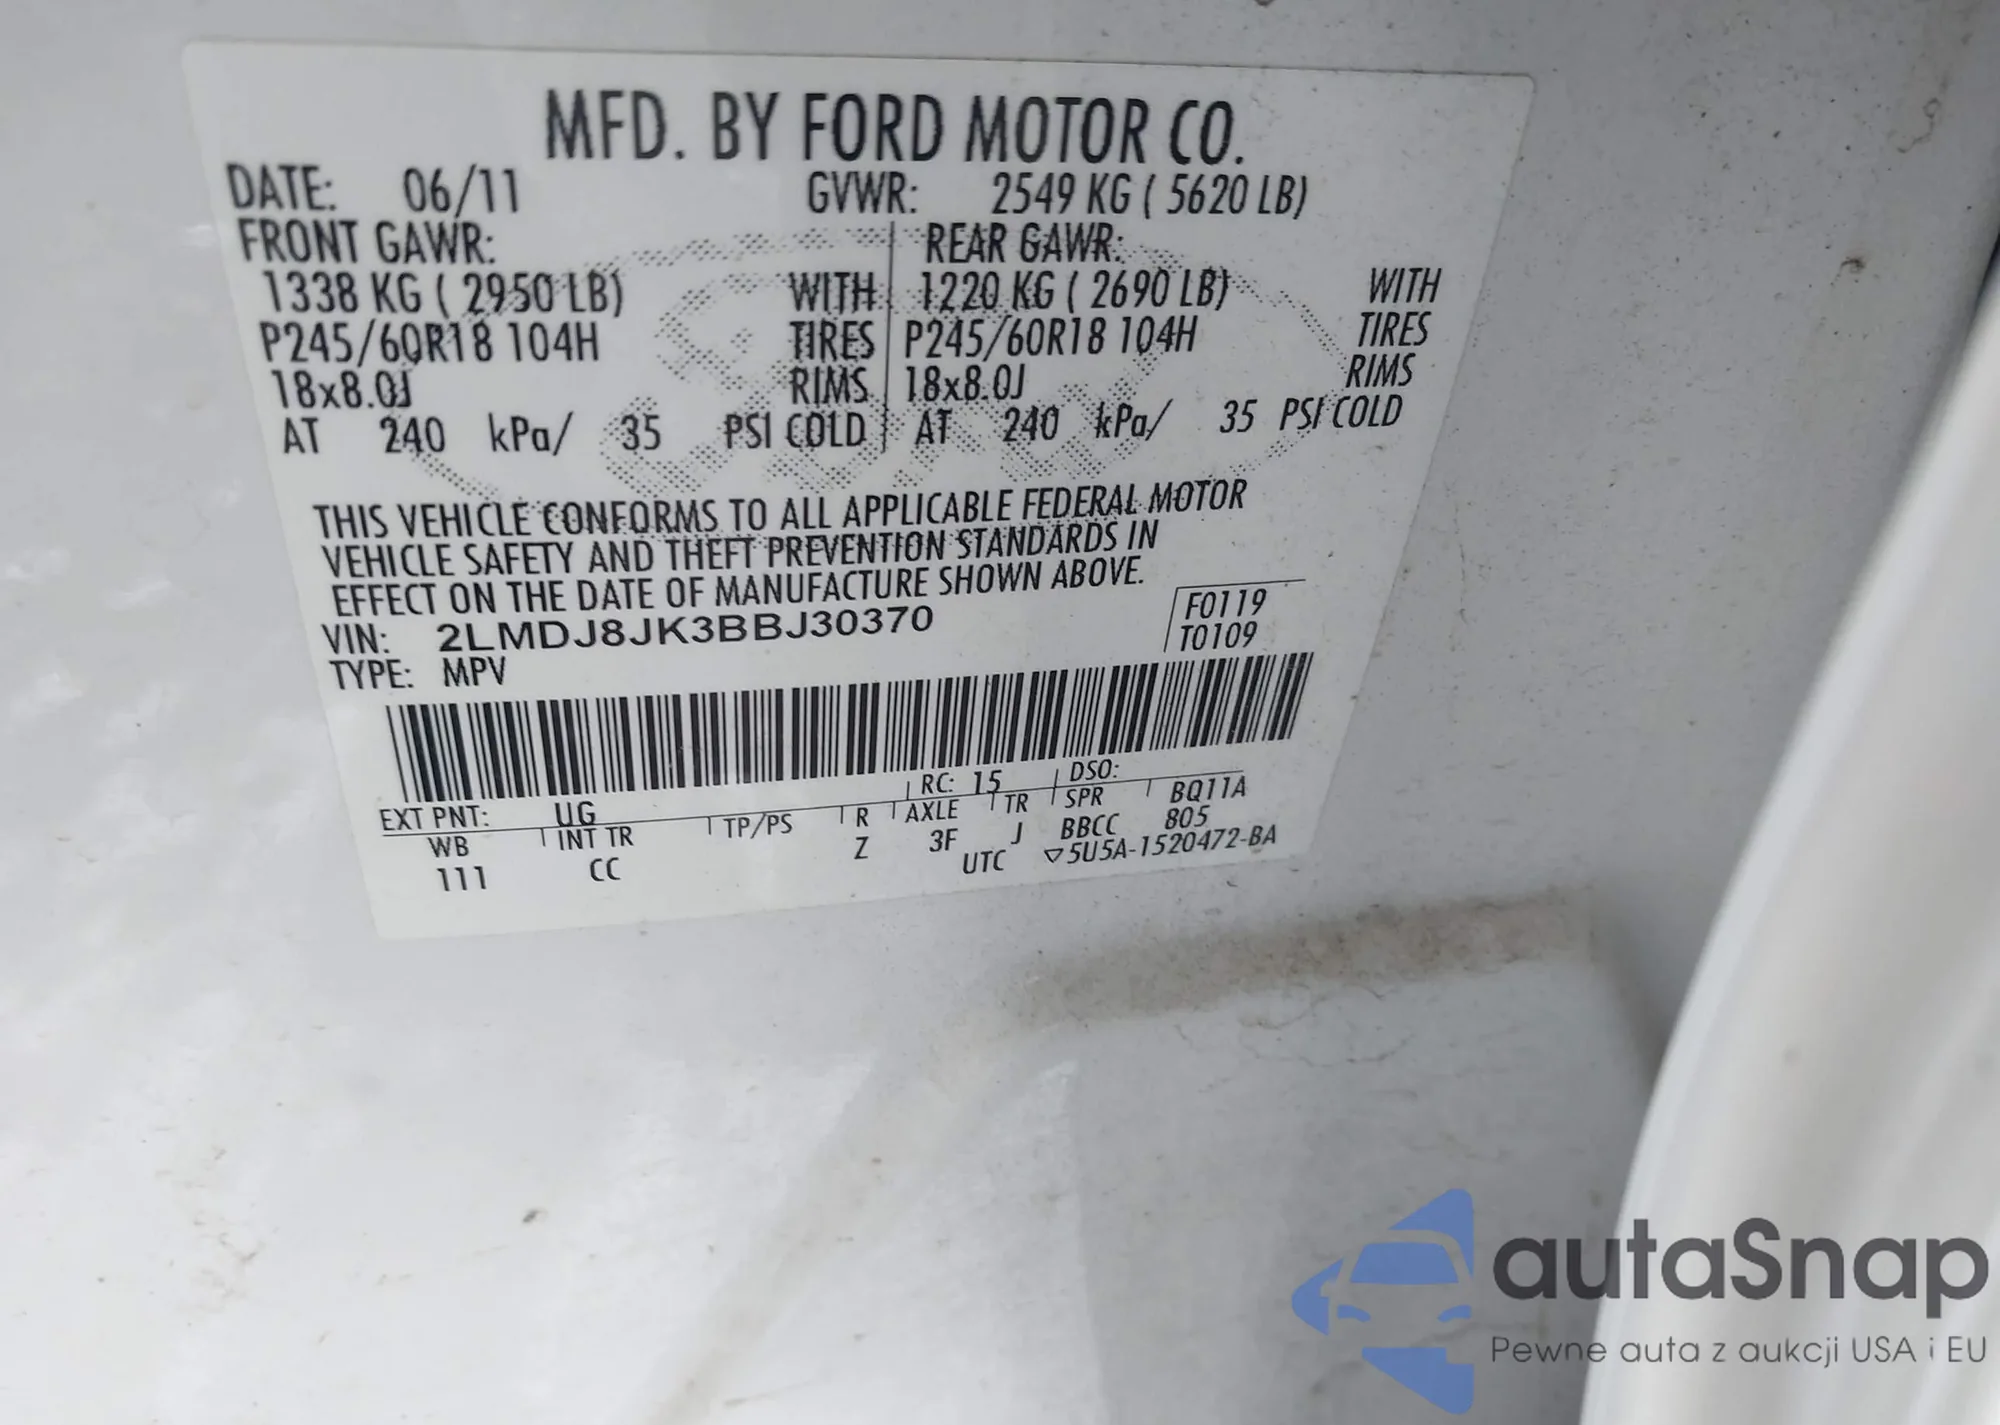 MFD. BY FORD MOTOR CO.
DATE: 06/11 GVWR: 2549 KG ( 5620 LB)
FRONT GAWR: REAR GAWR:
1338 KG ( 2950 LB) WITH 1220 KG ( 2690 LB) WITH
P245/60R18 104H TIRES P245/60R18 104H TIRES
18x8.0J RIMS 18x8.0J RIMS
AT 240 kPa/ 35 PSI COLD AT 240 kPa/ 35 PSI COLD
THIS VEHICLE CONFORMS TO ALL APPLICABLE FEDERAL MOTOR
VEHICLE SAFETY AND THEFT PREVENTION STANDARDS IN
EFFECT ON THE DATE OF MANUFACTURE SHOWN ABOVE.
VIN: 2LMDJ8JK3BBJ30370 F0119
TYPE: MPV T0109
EXT PNT: UG RC: 15 DSO:
WB INT TR TP/PS R AXLE TR SPR BQ11A
111 CC Z 3F J BBCC 805
UTC ▽5U5A-1520472-BA
autaSnap
Pewne auta z aukcji USA i EU